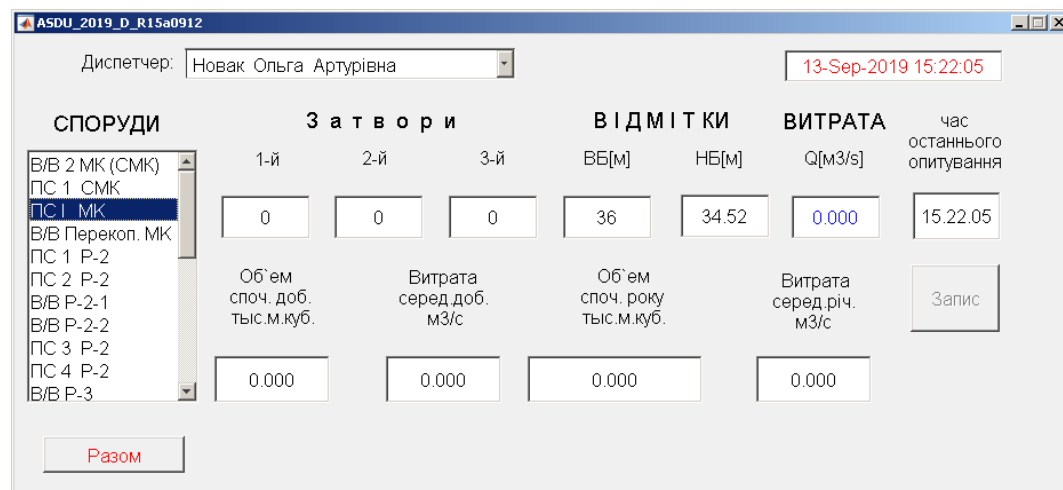 ASDU_2019_D_R15a0912
Диспетчер: Новак Ольга Артурівна
13-Sep-2019 15:22:05
СПОРУДИ
Затвори
ВІДМІТКИ
ВИТРАТА
час
останнього
опитування
1-й 2-й 3-й ВБ[м] НБ[м] Q[м3/s]
В/В 2 МК (СМК)
ПС 1 СМК
ПС І МК
В/В Перекоп. МК
ПС 1 Р-2
ПС 2 Р-2
В/В Р-2-1
В/В Р-2-2
ПС 3 Р-2
ПС 4 Р-2
В/В Р-3
0 0 0 36 34.52 0.000 15.22.05
Об`ем
споч. доб.
тыс.м.куб.
Витрата
серед.доб.
м3/с
Об`ем
споч. року
тыс.м.куб.
Витрата
серед.річ.
м3/с
Запис
0.000 0.000 0.000 0.000
Разом